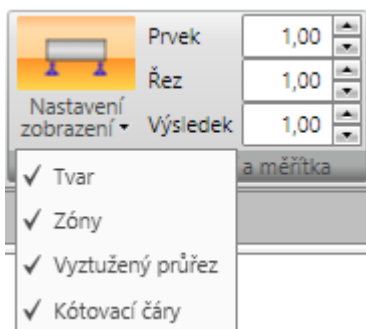 Prvek 1,00
Řez 1,00
Nastavení
zobrazení Výsledek 1,00
a měřítka
Tvar
Zóny
Vyztužený průřez
Kótovací čáry